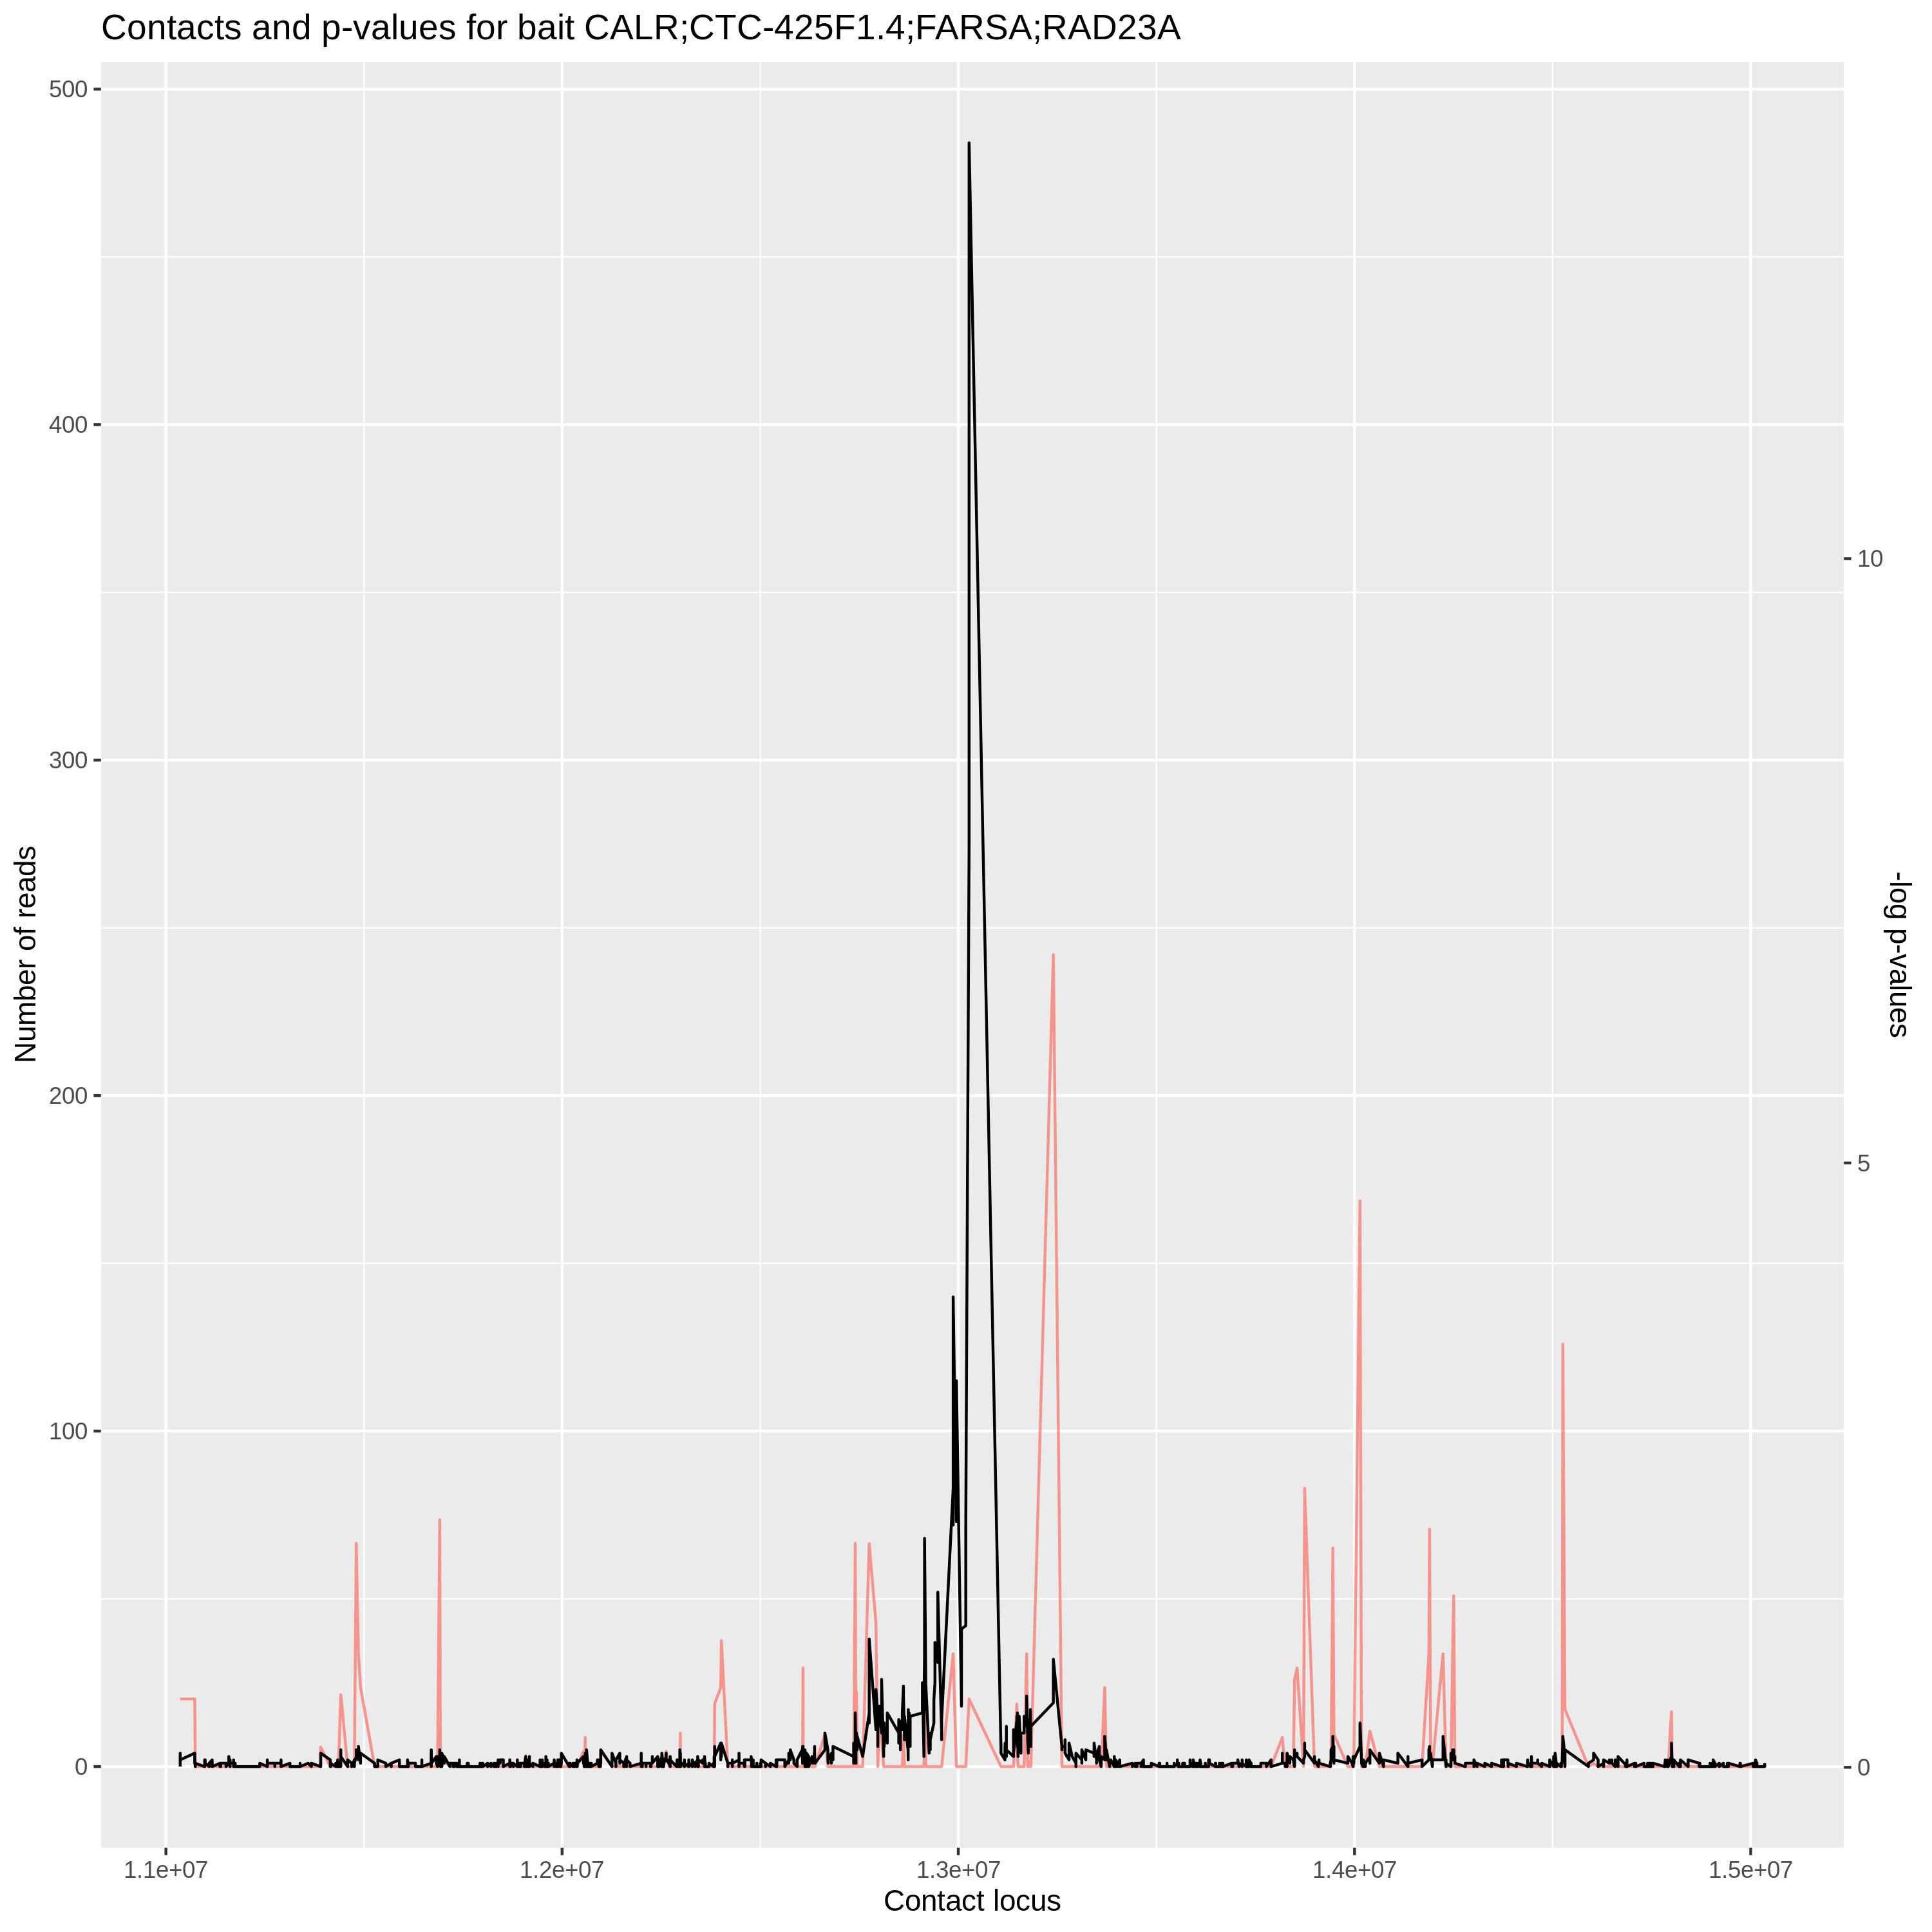 Contacts and p-values for bait CALR;CTC-425F1.4;FARSA;RAD23A
500
400
300
200
100
0
Number of reads
10
5
0
-log p-values
1.1e+07 1.2e+07 1.3e+07 1.4e+07 1.5e+07
Contact locus